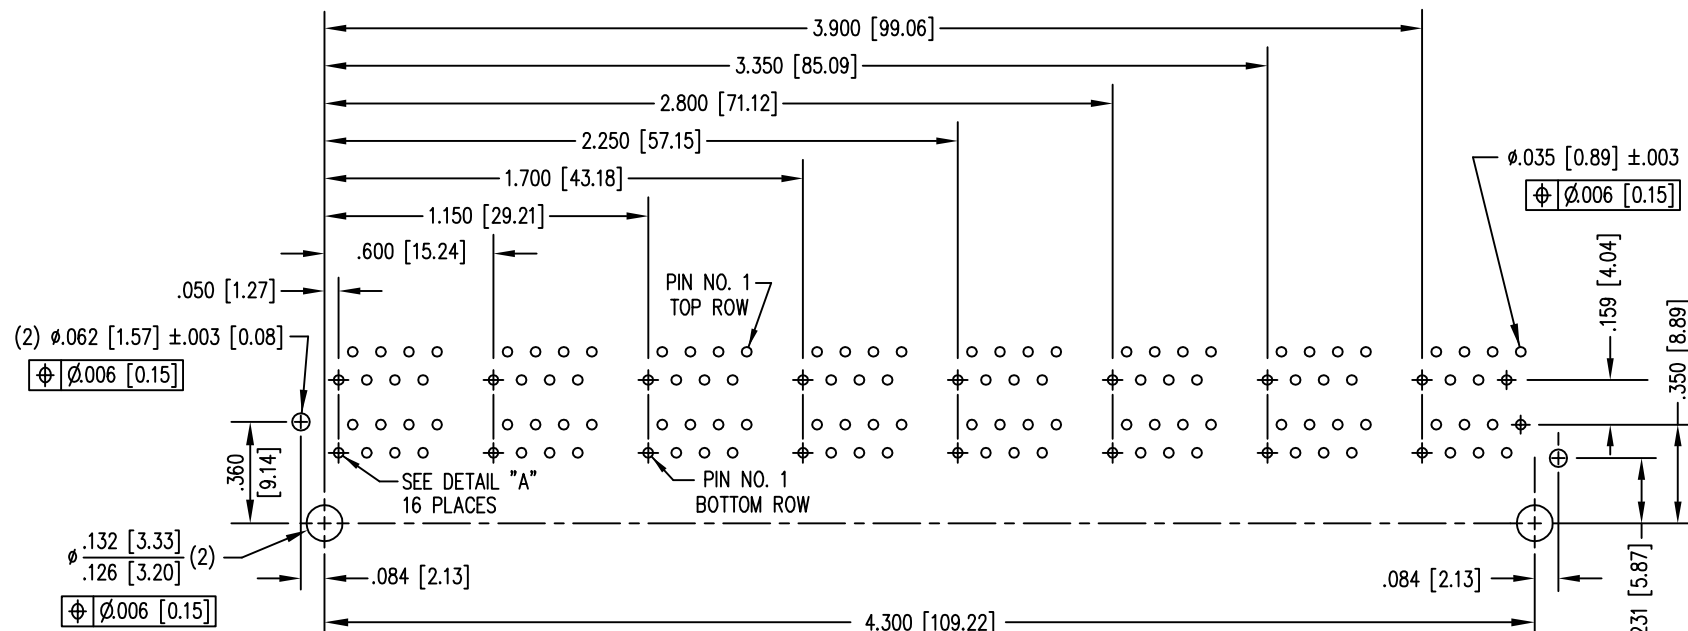 3.900 [99.06]
3.350 [85.09]
2.800 [71.12]
2.250 [57.15]
1.700 [43.18]
1.150 [29.21]
.600 [15.24]
.050 [1.27]
ø.035 [0.89] ±.003
⌖ Ø.006 [0.15]
PIN NO. 1
TOP ROW
(2) ø.062 [1.57] ±.003 [0.08]
⌖ Ø.006 [0.15]
.159 [4.04]
.350 [8.89]
.360
[9.14]
SEE DETAIL "A"
16 PLACES
PIN NO. 1
BOTTOM ROW
ø .132 [3.33]
.126 [3.20] (2)
⌖ Ø.006 [0.15]
.084 [2.13]
.084 [2.13]
231 [5.87]
4.300 [109.22]